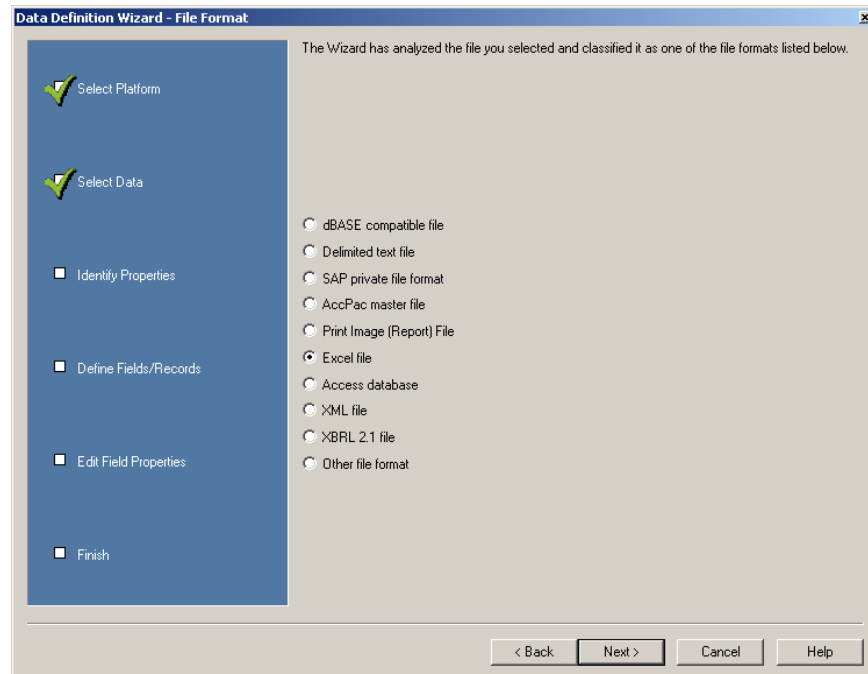 Data Definition Wizard - File Format
The Wizard has analyzed the file you selected and classified it as one of the file formats listed below.
Select Platform
Select Data
Identify Properties
Define Fields/Records
Edit Field Properties
Finish
dBASE compatible file
Delimited text file
SAP private file format
AccPac master file
Print Image (Report) File
Excel file
Access database
XML file
XBRL 2.1 file
Other file format
< Back
Next >
Cancel
Help